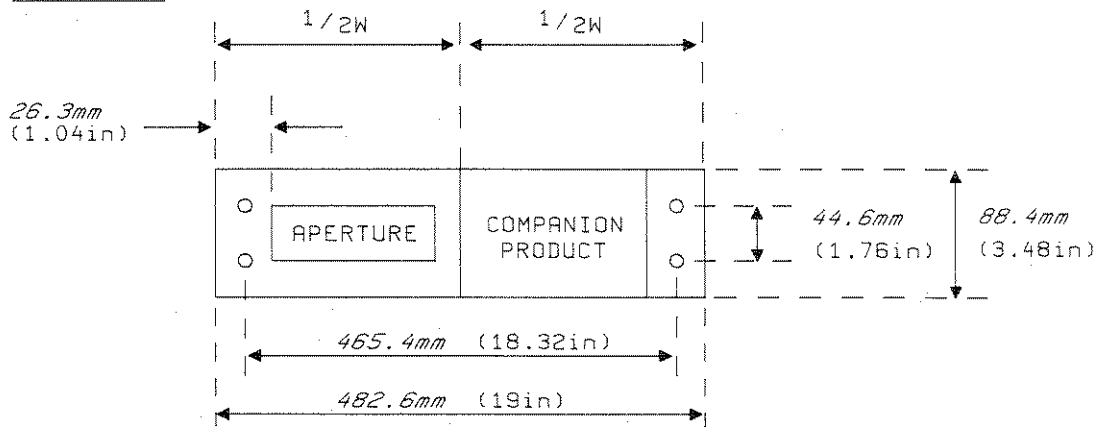 1/2W 1/2W
26.3mm
(1.04in)
APERTURE
COMPANION
PRODUCT
44.6mm
(1.76in)
88.4mm
(3.48in)
465.4mm (18.32in)
482.6mm (19in)